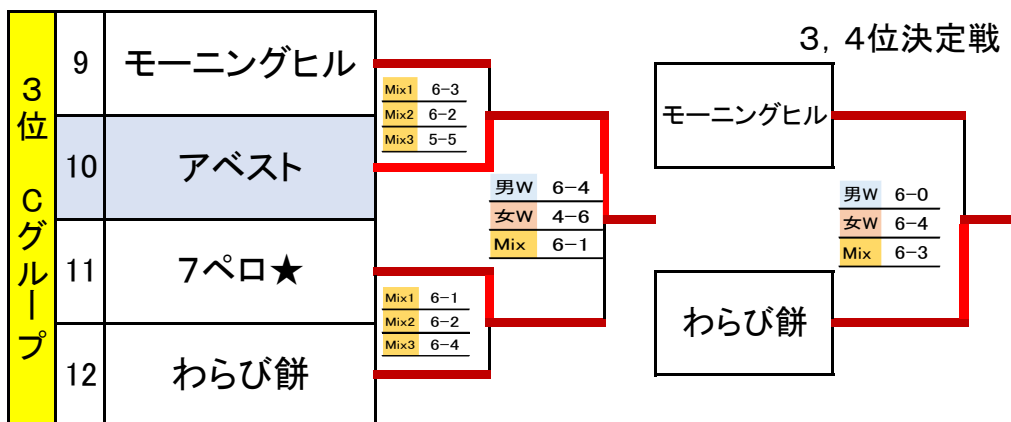 3位 Cグループ
9 モーニングヒル
10 アベスト
11 7ペロ★
12 わらび餅
Mix1 6-3
Mix2 6-2
Mix3 5-5
Mix1 6-1
Mix2 6-2
Mix3 6-4
男W 6-4
女W 4-6
Mix 6-1
3,4位決定戦
モーニングヒル
わらび餅
男W 6-0
女W 6-4
Mix 6-3